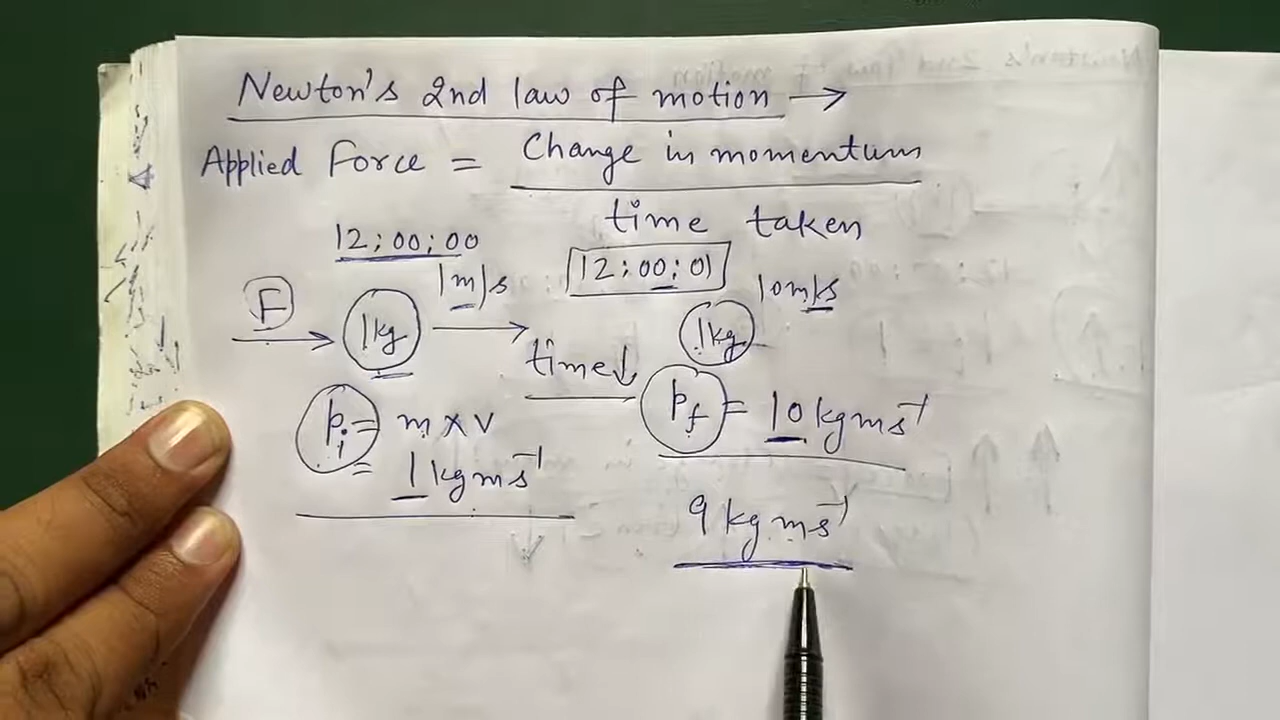 Newton's 2nd law of motion →
Applied Force = Change in momentum
time taken
12:00:00
12:00:01
1m/s
10m/s
F
1kg
1kg
time↓
Pi = m x v
Pf = 10kgms⁻¹
= 1kgms⁻¹
9 kgms⁻¹